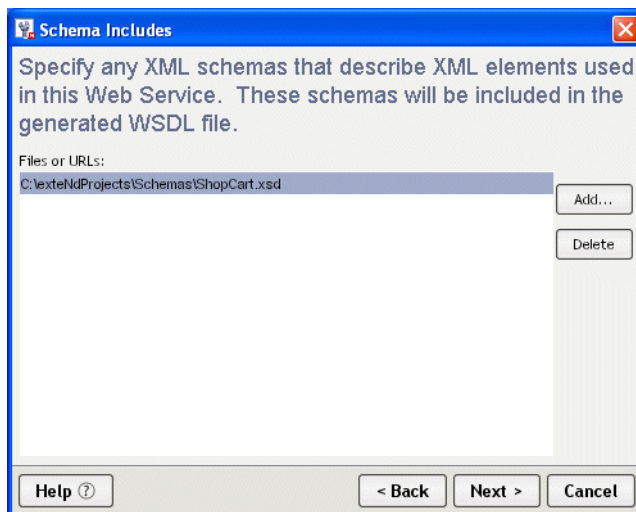 Schema Includes
Specify any XML schemas that describe XML elements used
in this Web Service. These schemas will be included in the
generated WSDL file.
Files or URLs:
C:\exteNdProjects\Schemas\ShopCart.xsd
Add...
Delete
Help ?
< Back
Next >
Cancel